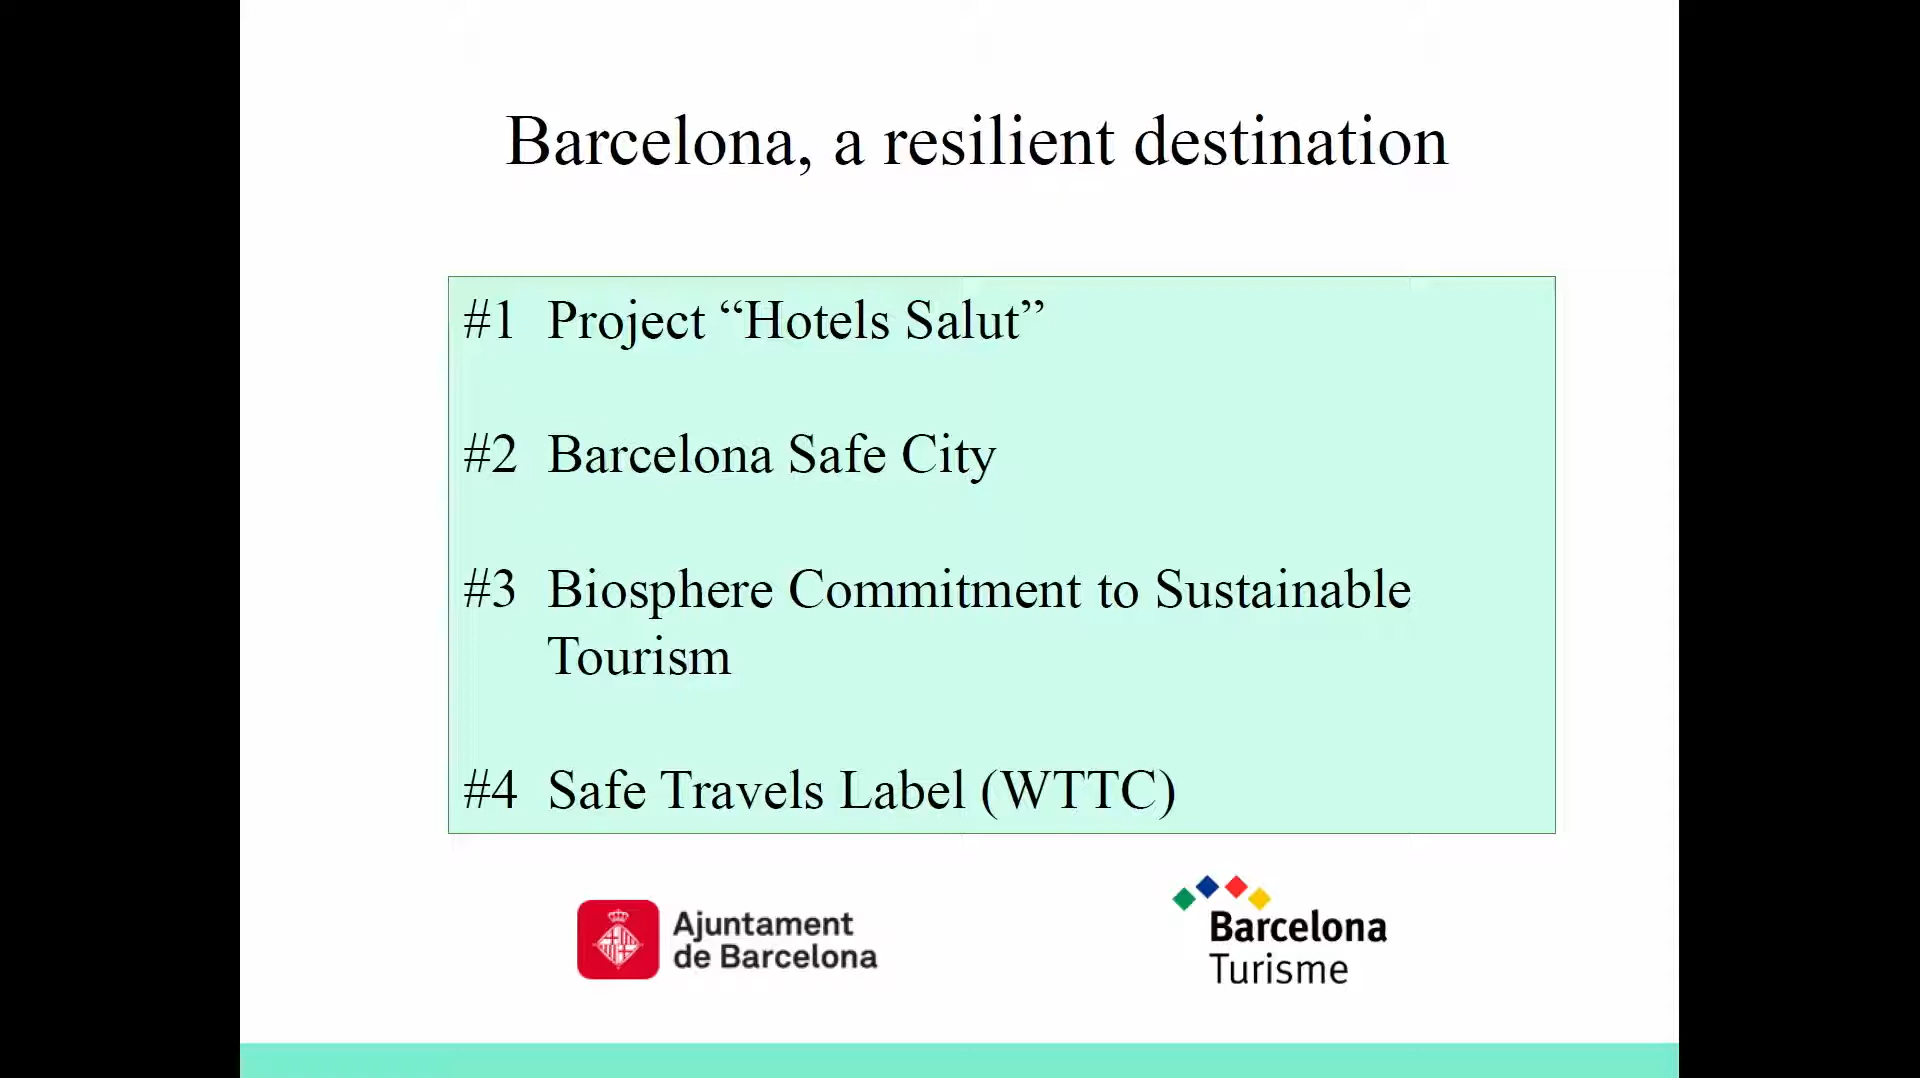 Barcelona, a resilient destination
#1 Project “Hotels Salut”
#2 Barcelona Safe City
#3 Biosphere Commitment to Sustainable
Tourism
#4 Safe Travels Label (WTTC)
Ajuntament
de Barcelona
Barcelona
Turisme